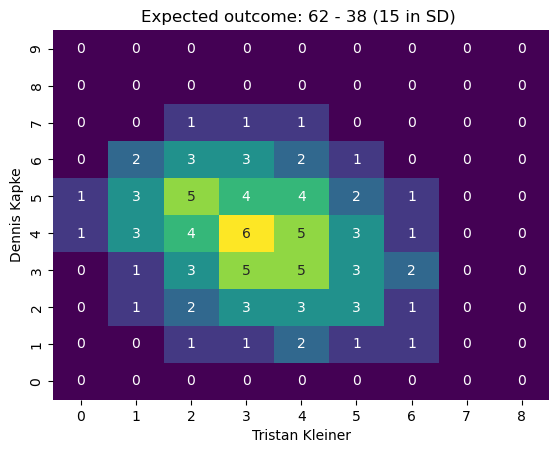 Expected outcome: 62 - 38 (15 in SD)
9 0 0 0 0 0 0 0 0 0
8 0 0 0 0 0 0 0 0 0
7 0 0 1 1 1 0 0 0 0
6 0 2 3 3 2 1 0 0 0
5 1 3 5 4 4 2 1 0 0
4 1 3 4 6 5 3 1 0 0
3 0 1 3 5 5 3 2 0 0
2 0 1 2 3 3 3 1 0 0
1 0 0 1 1 2 1 1 0 0
0 0 0 0 0 0 0 0 0 0
0 1 2 3 4 5 6 7 8
Dennis Kapke
Tristan Kleiner